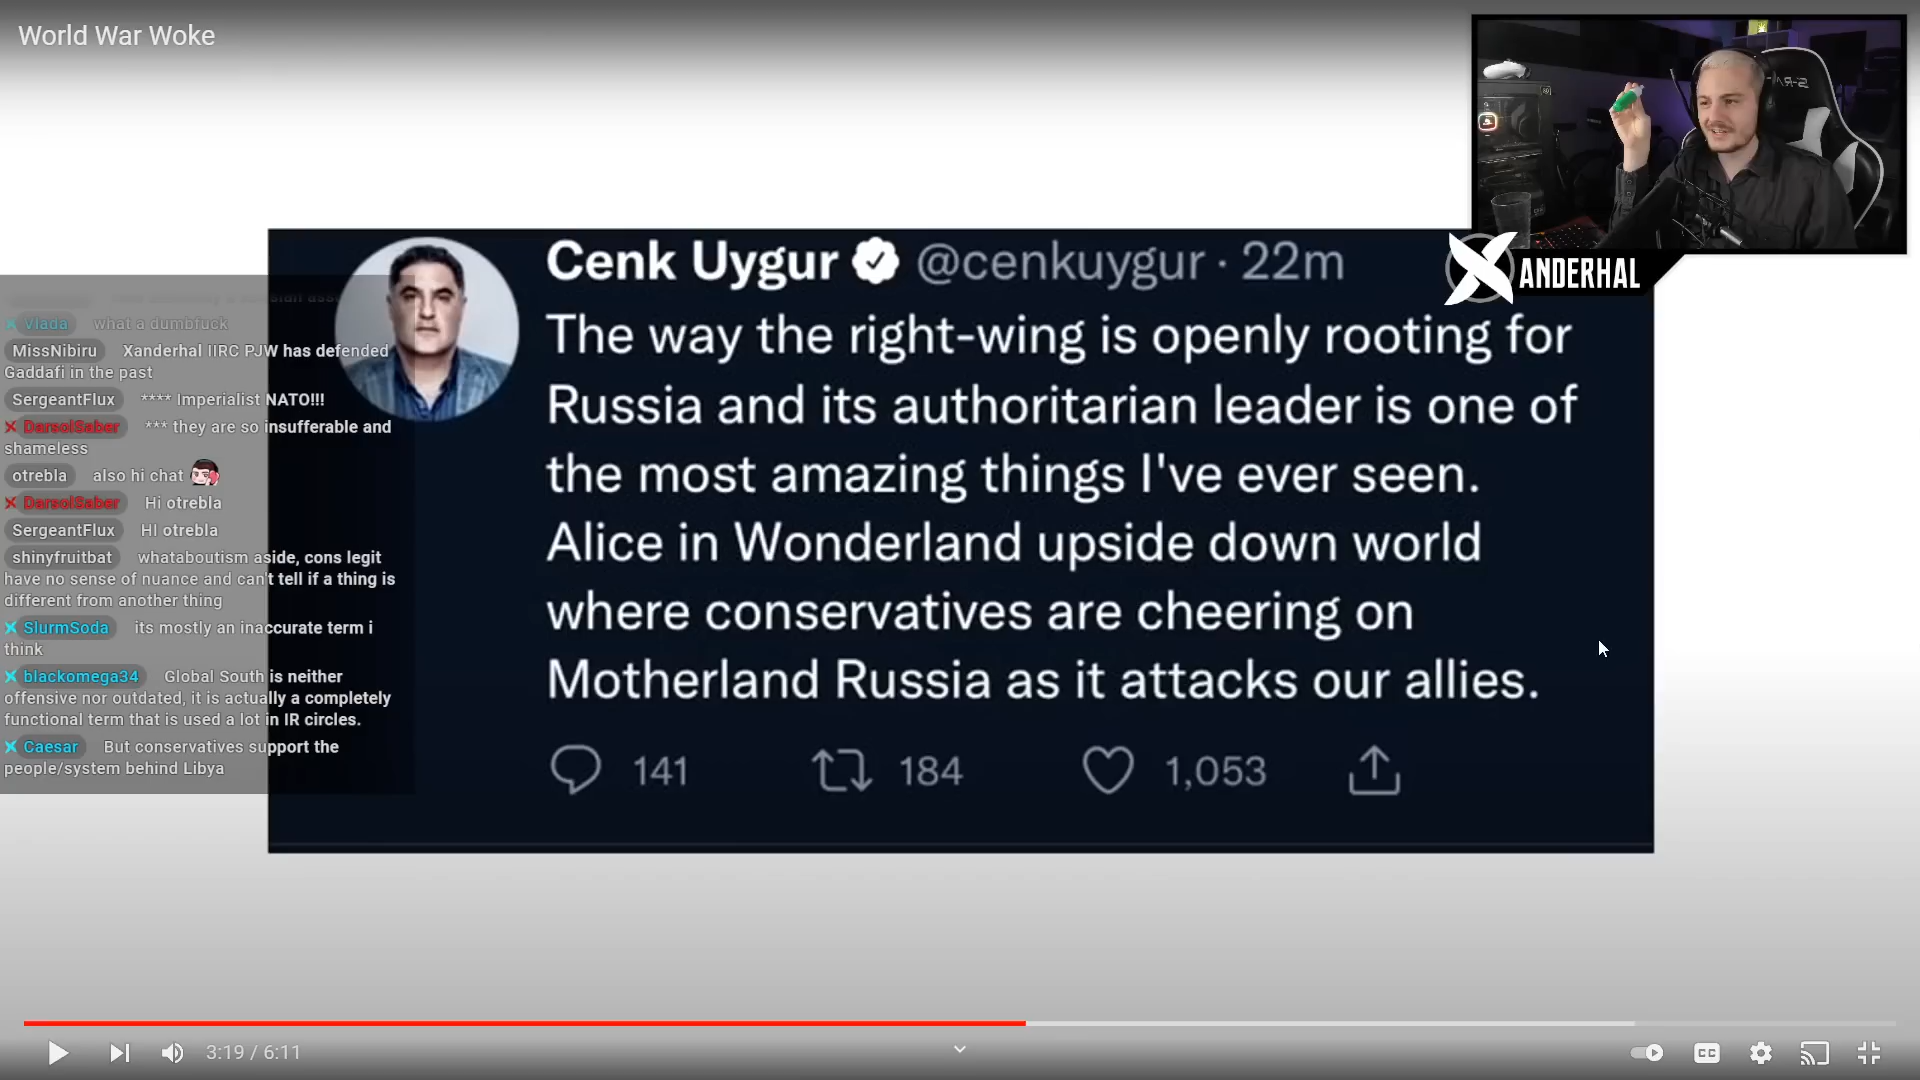 World War Woke
XANDERHAL
Cenk Uygur @cenkuygur · 22m
The way the right-wing is openly rooting for
Russia and its authoritarian leader is one of
the most amazing things I've ever seen.
Alice in Wonderland upside down world
where conservatives are cheering on
Motherland Russia as it attacks our allies.
141 184 1,053
Vlada what a dumbfuck
MissNibiru Xanderhal IIRC PJW has defended
Gaddafi in the past
SergeantFlux **** Imperialist NATO!!!
DarsolSaber *** they are so insufferable and
shameless
otrebla also hi chat
DarsolSaber Hi otrebla
SergeantFlux HI otrebla
shinyfruitbat whataboutism aside, cons legit
have no sense of nuance and can't tell if a thing is
different from another thing
SlurmSoda its mostly an inaccurate term i
think
blackomega34 Global South is neither
offensive nor outdated, it is actually a completely
functional term that is used a lot in IR circles.
Caesar But conservatives support the
people/system behind Libya
3:19 / 6:11
CC